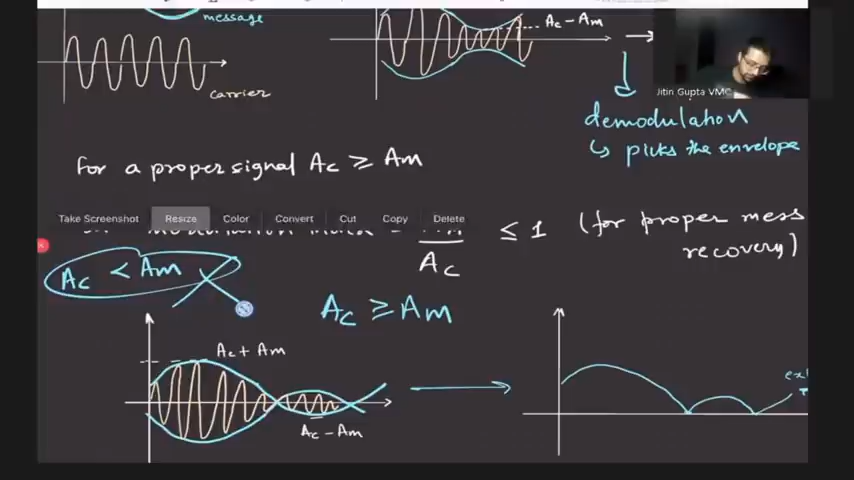 message
carrier
Ac - Am
Jitin Gupta VMC
demodulation
↳ picks the envelope
for a proper signal Ac ≥ Am
Take Screenshot Resize Color Convert Cut Copy Delete
modulation index =
Ac
≤ 1 (for proper mess
recovery)
Ac < Am
Ac ≥ Am
Ac + Am
Ac - Am